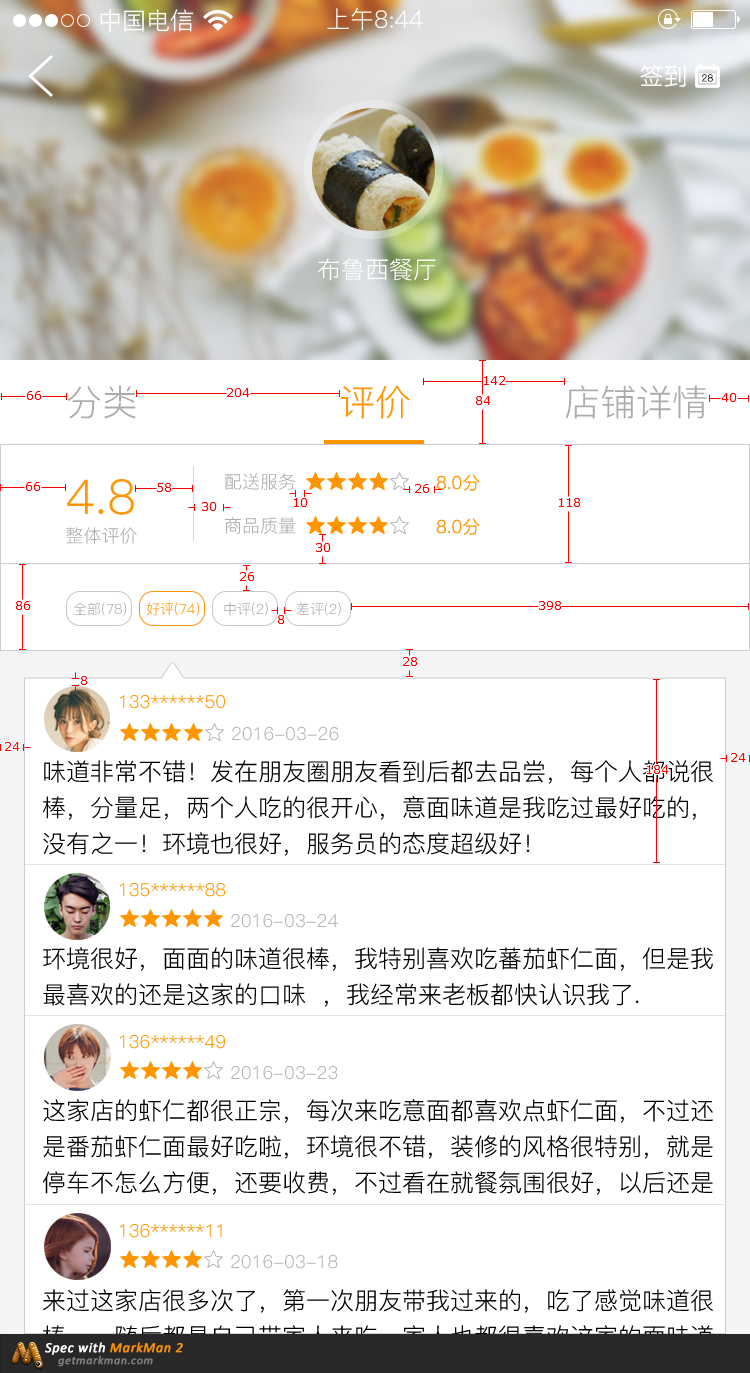 中国电信 上午8:44
签到 28
布鲁西餐厅
66 分类 204 评价 142 84 店铺详情 40
66 4.8 58 30 配送服务 10 26 8.0分 118
整体评价 商品质量 30 8.0分
86 26
全部(78) 好评(74) 中评(2) 8 差评(2) 398
28
8
133******50
24 2016-03-26 184 24
味道非常不错！发在朋友圈朋友看到后都去品尝，每个人都说很
棒，分量足，两个人吃的很开心，意面味道是我吃过最好吃的，
没有之一！环境也很好，服务员的态度超级好！
135******88
2016-03-24
环境很好，面面的味道很棒，我特别喜欢吃蕃茄虾仁面，但是我
最喜欢的还是这家的口味 ，我经常来老板都快认识我了.
136******49
2016-03-23
这家店的虾仁都很正宗，每次来吃意面都喜欢点虾仁面，不过还
是番茄虾仁面最好吃啦，环境很不错，装修的风格很特别，就是
停车不怎么方便，还要收费，不过看在就餐氛围很好，以后还是
136******11
2016-03-18
来过这家店很多次了，第一次朋友带我过来的，吃了感觉味道很
Spec with MarkMan 2
getmarkman.com